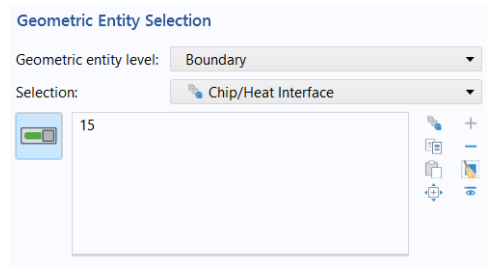 Geometric Entity Selection
Geometric entity level: Boundary
Selection: Chip/Heat Interface
15